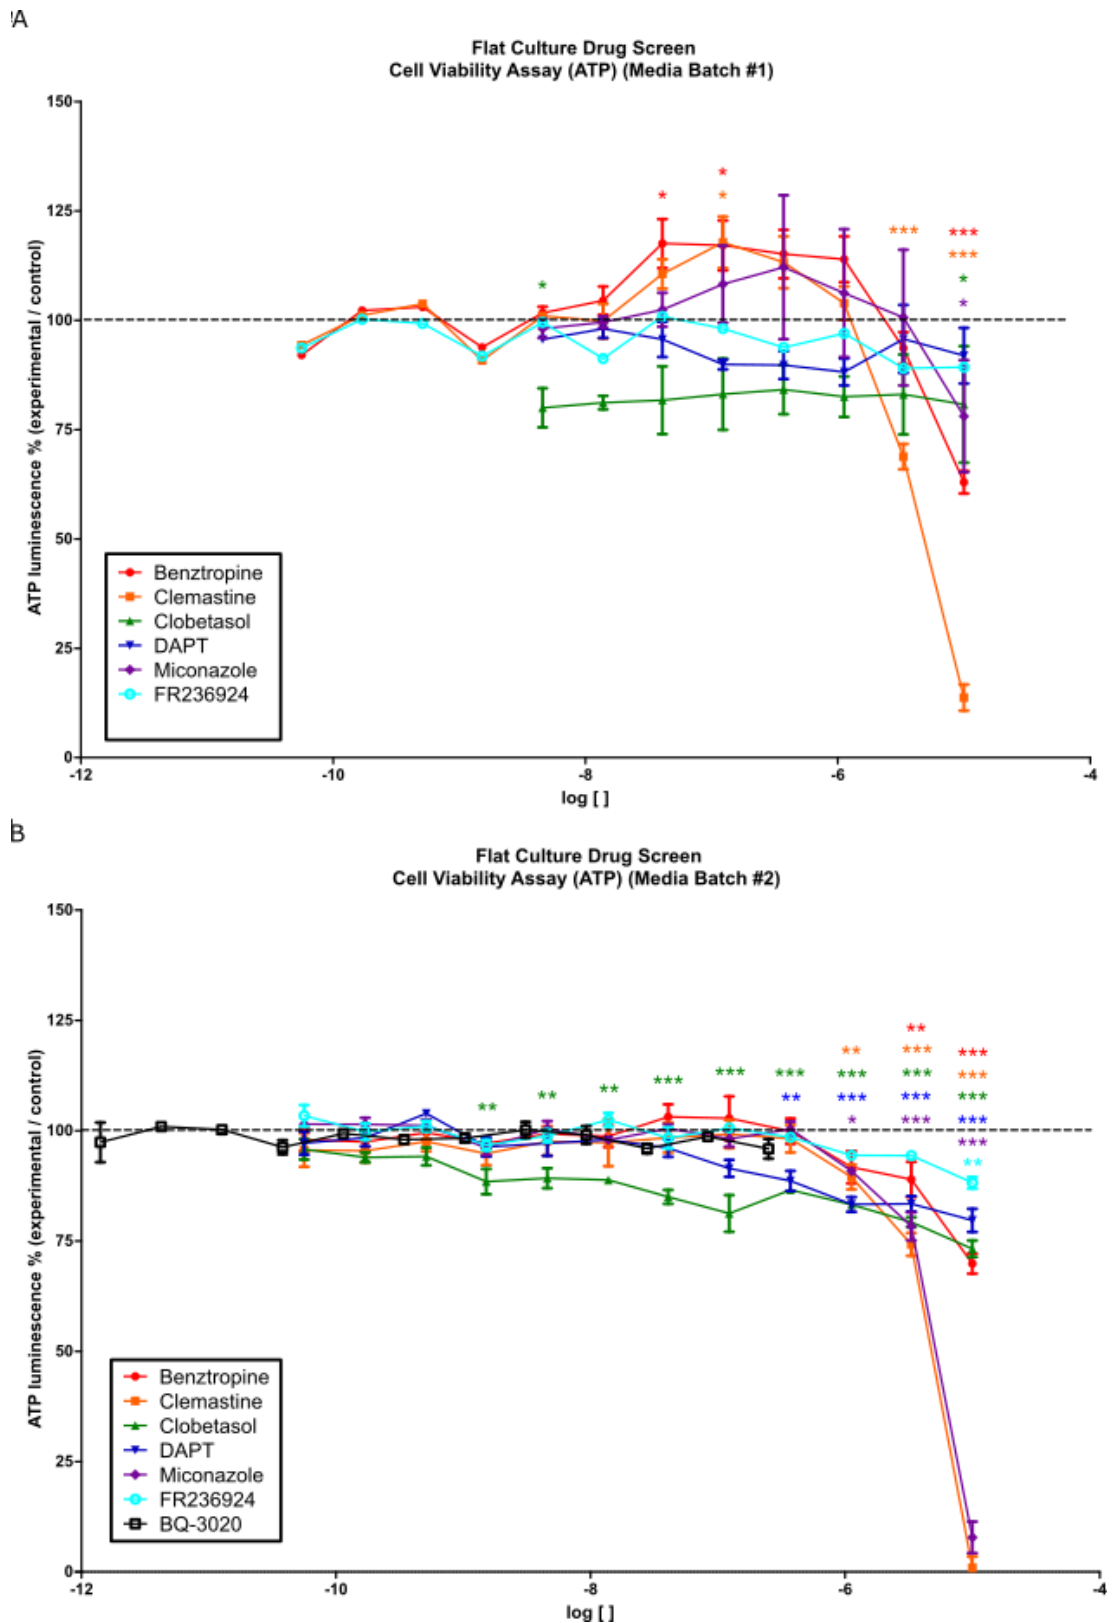 A
Flat Culture Drug Screen
Cell Viability Assay (ATP) (Media Batch #1)
150
125
100
75
50
25
0
ATP luminescence % (experimental / control)
* *
*
* *** ***
***
*
*
Benztropine
Clemastine
Clobetasol
DAPT
Miconazole
FR236924
-12 -10 -8 -6 -4
log [ ]
B
Flat Culture Drug Screen
Cell Viability Assay (ATP) (Media Batch #2)
150
125
100
75
50
25
0
ATP luminescence % (experimental / control)
** ** ** *** *** *** ** ** ***
*** *** *** ***
*** *** ***
** *** *** ***
* *** ***
**
Benztropine
Clemastine
Clobetasol
DAPT
Miconazole
FR236924
BQ-3020
-12 -10 -8 -6 -4
log [ ]